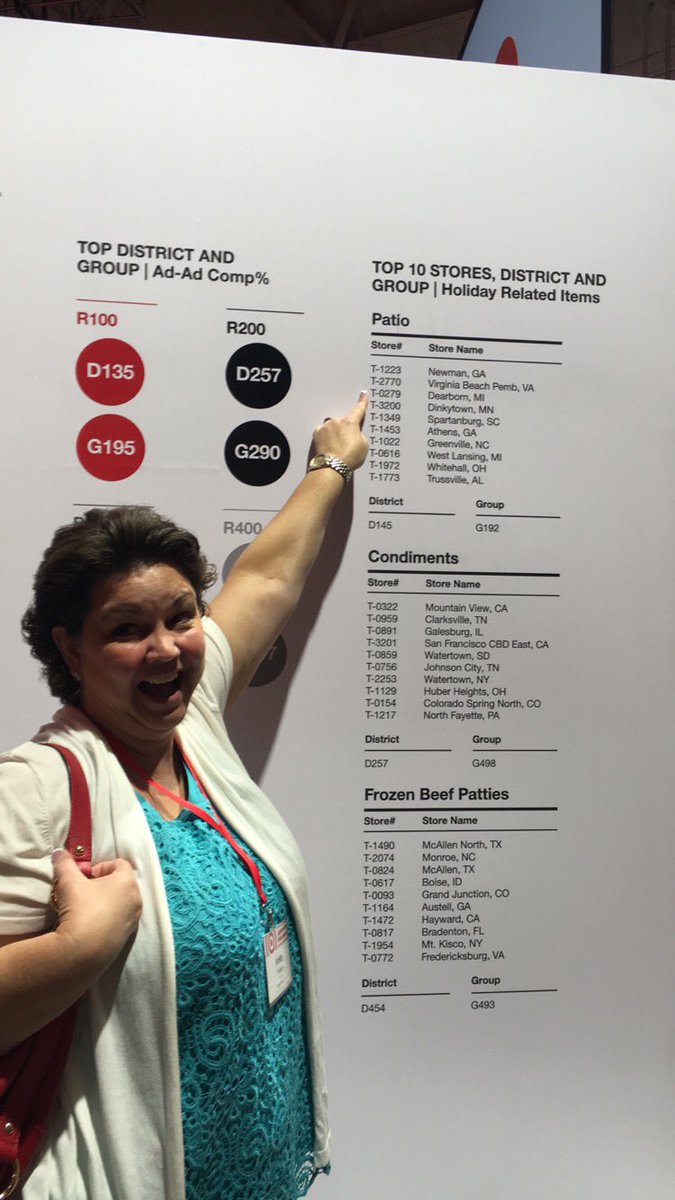 TOP DISTRICT AND
GROUP | Ad-Ad Comp%
R100
D135
G195
R200
D257
G290
R400
TOP 10 STORES, DISTRICT AND
GROUP | Holiday Related Items
Patio
Store# Store Name
T-1223 Newman, GA
T-2770 Virginia Beach Pemb, VA
T-0279 Dearborn, MI
T-3200 Dinkytown, MN
T-1349 Spartanburg, SC
T-1453 Athens, GA
T-1022 Greenville, NC
T-0616 West Lansing, MI
T-1972 Whitehall, OH
T-1773 Trussville, AL
District Group
D145 G192
Condiments
Store# Store Name
T-0322 Mountain View, CA
T-0959 Clarksville, TN
T-0891 Galesburg, IL
T-3201 San Francisco CBD East, CA
T-0859 Watertown, SD
T-0756 Johnson City, TN
T-2253 Watertown, NY
T-1129 Huber Heights, OH
T-0154 Colorado Spring North, CO
T-1217 North Fayette, PA
District Group
D257 G498
Frozen Beef Patties
Store# Store Name
T-1490 McAllen North, TX
T-2074 Monroe, NC
T-0824 McAllen, TX
T-0617 Boise, ID
T-0093 Grand Junction, CO
T-1164 Austell, GA
T-1472 Hayward, CA
T-0817 Bradenton, FL
T-1954 Mt. Kisco, NY
T-0772 Fredericksburg, VA
District Group
D454 G493